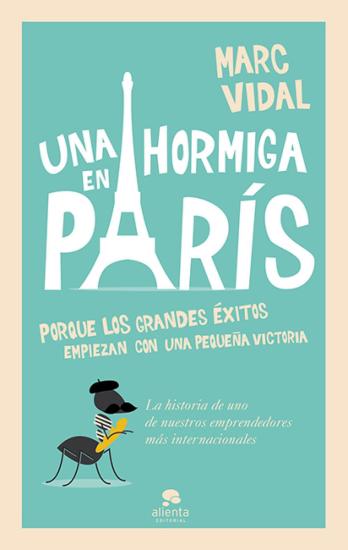 MARC
VIDAL
UNA HORMIGA
EN
PARÍS
PORQUE LOS GRANDES ÉXITOS
EMPIEZAN CON UNA PEQUEÑA VICTORIA
La historia de uno
de nuestros emprendedores
más internacionales
alienta
EDITORIAL